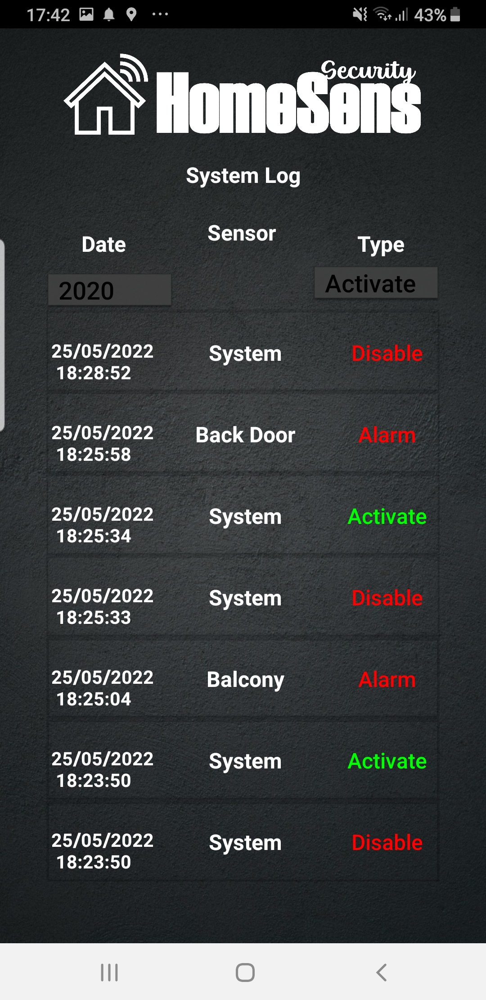 17:42 43%
Security
HomeSens
System Log
Date Sensor Type
2020 Activate
25/05/2022 System Disable
18:28:52
25/05/2022 Back Door Alarm
18:25:58
25/05/2022 System Activate
18:25:34
25/05/2022 System Disable
18:25:33
25/05/2022 Balcony Alarm
18:25:04
25/05/2022 System Activate
18:23:50
25/05/2022 System Disable
18:23:50